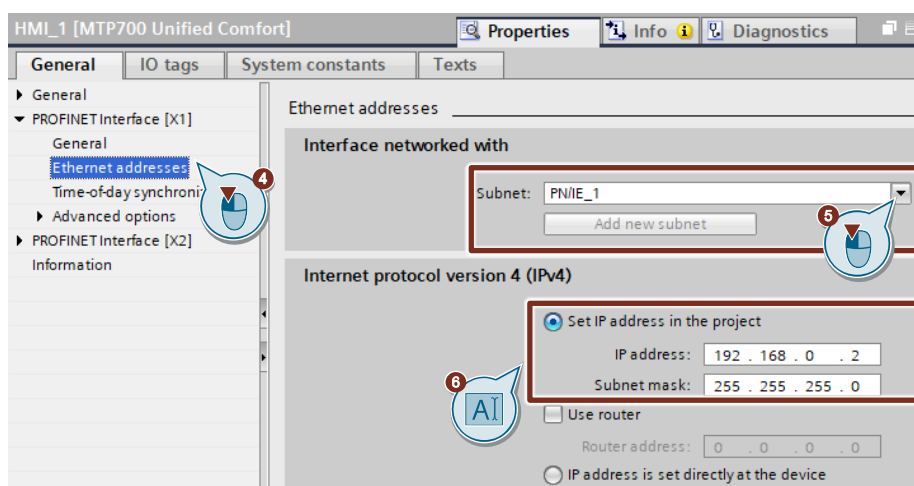 HMI_1 [MTP700 Unified Comfort]
Properties
Info
Diagnostics
General
IO tags
System constants
Texts
General
PROFINET Interface [X1]
General
Ethernet addresses
Time-of-day synchroni
Advanced options
PROFINET Interface [X2]
Information
4
Ethernet addresses
Interface networked with
Subnet: PN/IE_1
Add new subnet
5
Internet protocol version 4 (IPv4)
Set IP address in the project
IP address: 192 . 168 . 0 . 2
Subnet mask: 255 . 255 . 255 . 0
6
AI
Use router
Router address: 0 . 0 . 0 . 0
IP address is set directly at the device